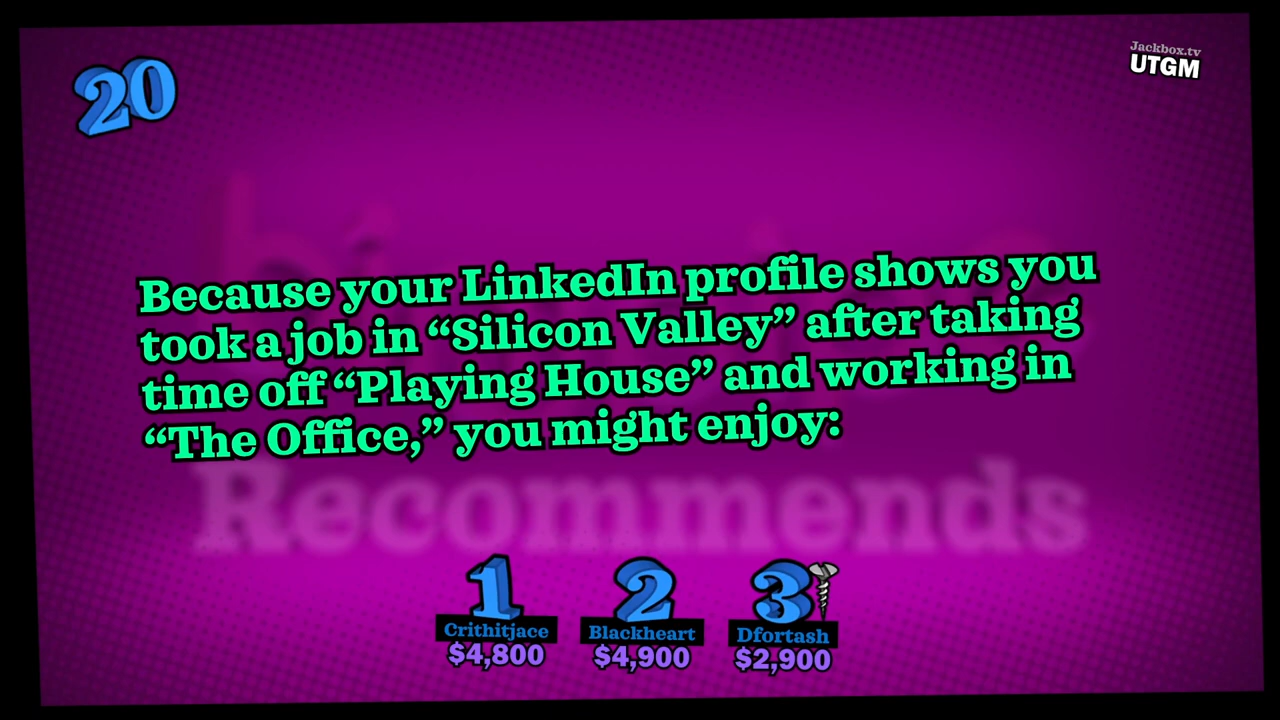 20
Jackbox.tv
UTGM
Because your LinkedIn profile shows you
took a job in “Silicon Valley” after taking
time off “Playing House” and working in
“The Office,” you might enjoy:
Recommends
1
2
3
Crithitjace
Blackheart
Dfortash
$4,800
$4,900
$2,900